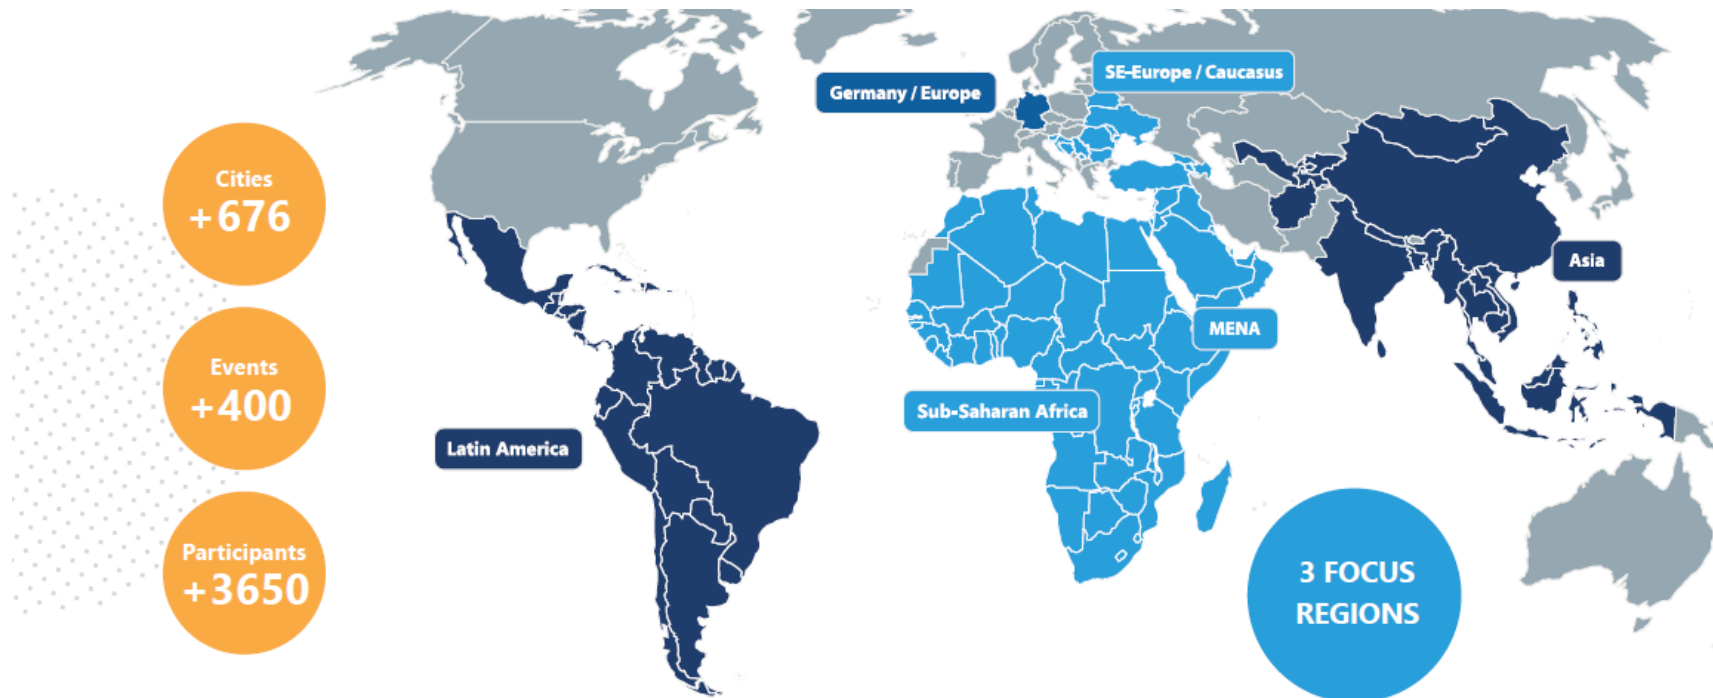 Cities
+676
Events
+400
Participants
+3650
Germany / Europe
SE-Europe / Caucasus
Asia
MENA
Sub-Saharan Africa
Latin America
3 FOCUS
REGIONS